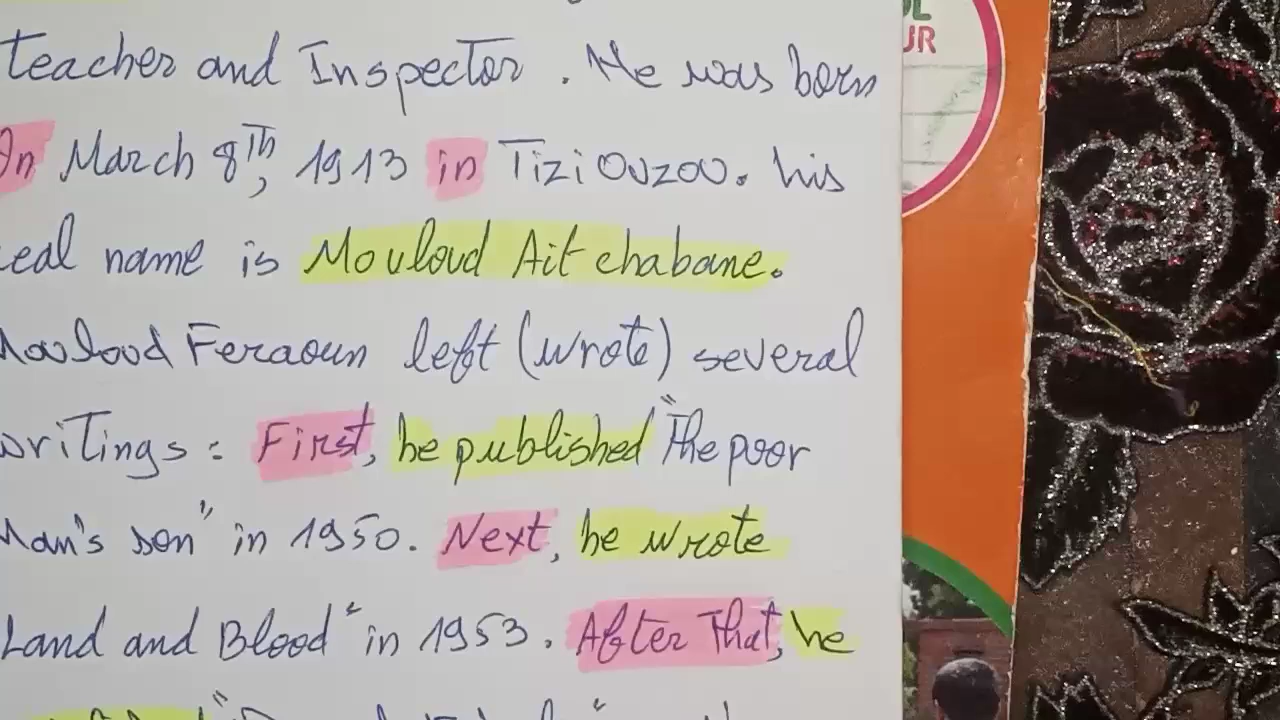 teacher and Inspector. He was born
In March 8Th, 1913 in Tizi Ouzou. his
eal name is Mouloud Ait chabane.
Mouloud Feraoun left (wrote) several
writings: First, he published "The poor
Man's son" in 1950. Next, he wrote
Land and Blood" in 1953. After That, he
UR